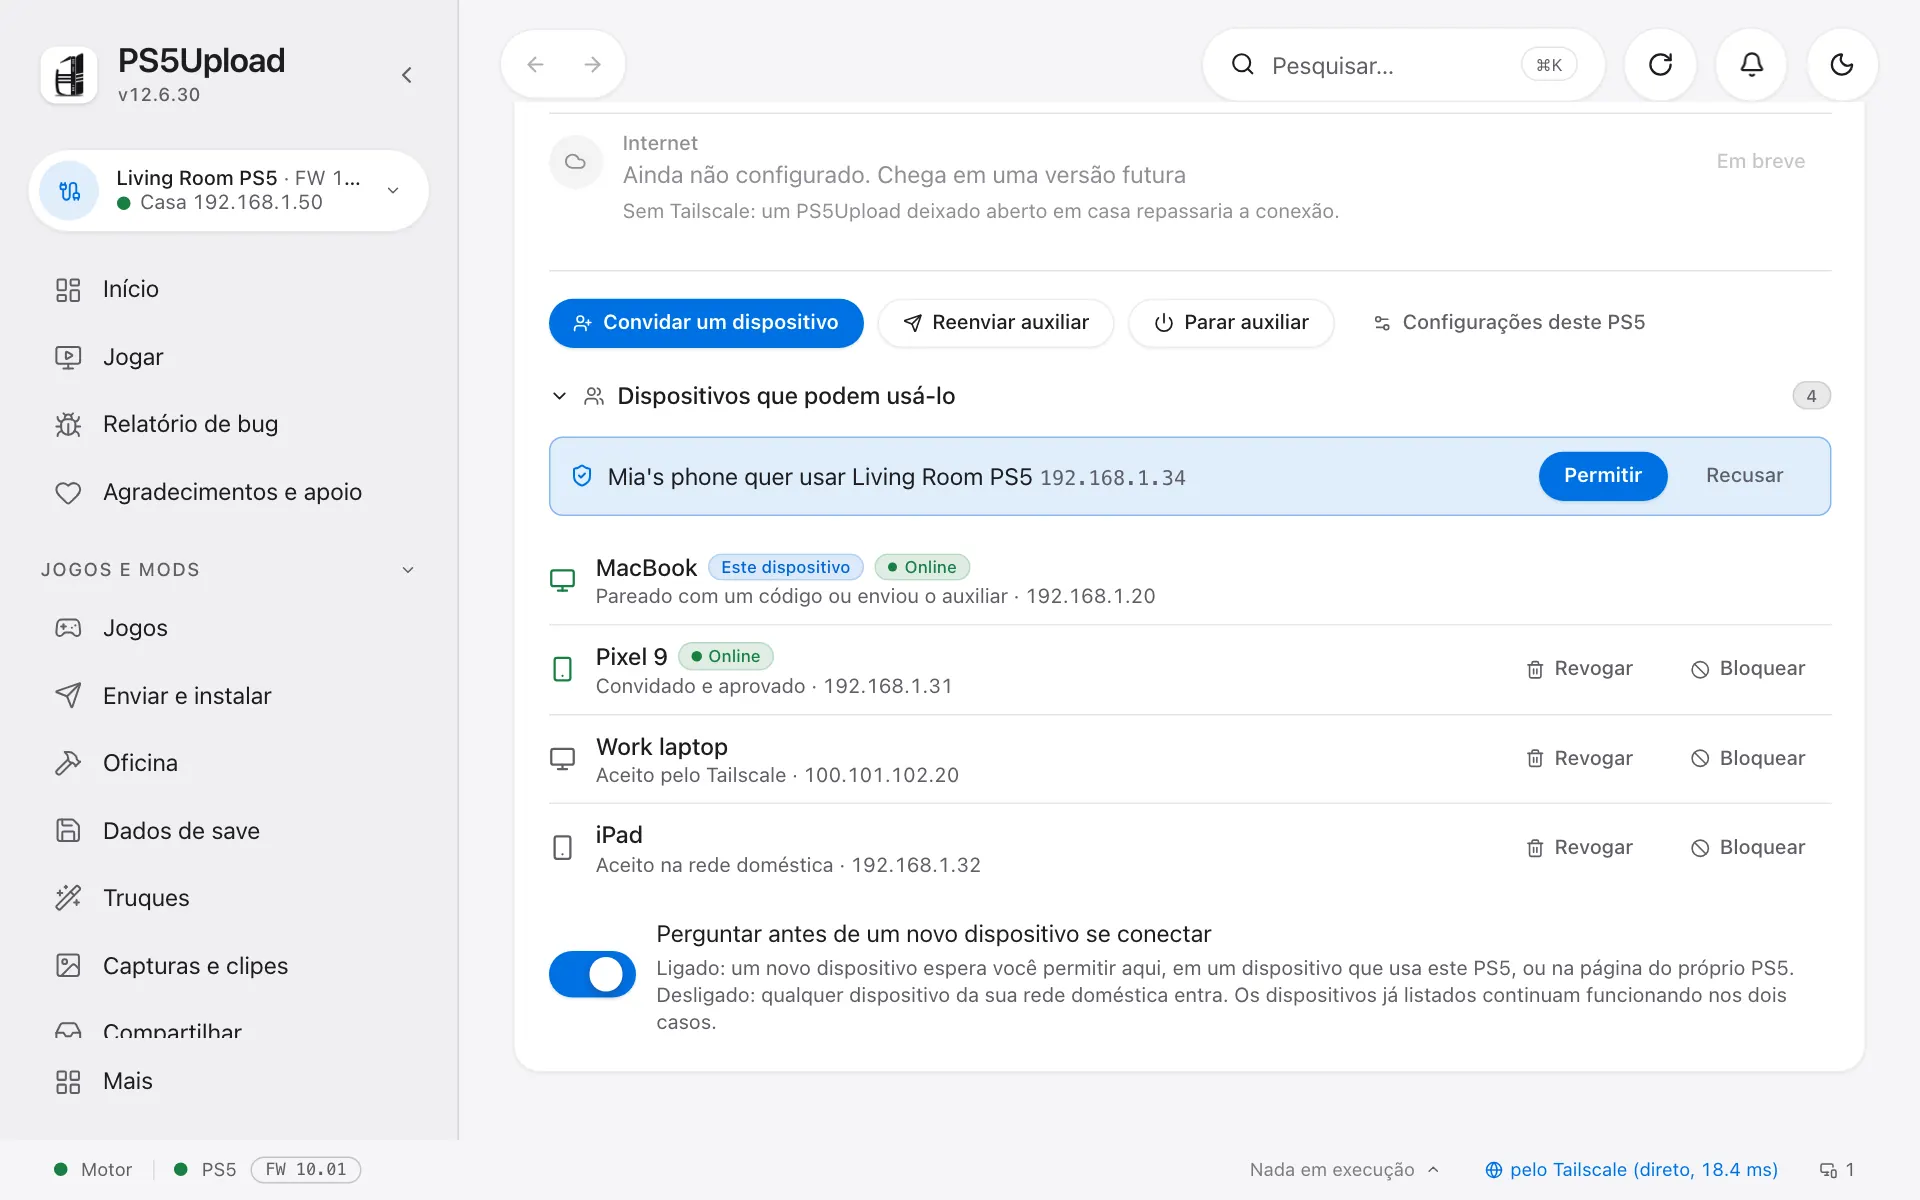 PS5Upload
v12.6.30
Living Room PS5 · FW 1...
Casa 192.168.1.50
Início
Jogar
Relatório de bug
Agradecimentos e apoio
JOGOS E MODS
Jogos
Enviar e instalar
Oficina
Dados de save
Truques
Capturas e clipes
Compartilhar
Mais
Pesquisar...
⌘K
Internet
Ainda não configurado. Chega em uma versão futura
Em breve
Sem Tailscale: um PS5Upload deixado aberto em casa repassaria a conexão.
Convidar um dispositivo
Reenviar auxiliar
Parar auxiliar
Configurações deste PS5
Dispositivos que podem usá-lo
4
Mia's phone quer usar Living Room PS5 192.168.1.34
Permitir
Recusar
MacBook
Este dispositivo
Online
Pareado com um código ou enviou o auxiliar · 192.168.1.20
Pixel 9
Online
Convidado e aprovado · 192.168.1.31
Revogar
Bloquear
Work laptop
Aceito pelo Tailscale · 100.101.102.20
Revogar
Bloquear
iPad
Aceito na rede doméstica · 192.168.1.32
Revogar
Bloquear
Perguntar antes de um novo dispositivo se conectar
Ligado: um novo dispositivo espera você permitir aqui, em um dispositivo que usa este PS5, ou na página do próprio PS5.
Desligado: qualquer dispositivo da sua rede doméstica entra. Os dispositivos já listados continuam funcionando nos dois
casos.
Motor
PS5
FW 10.01
Nada em execução
pelo Tailscale (direto, 18.4 ms)
1